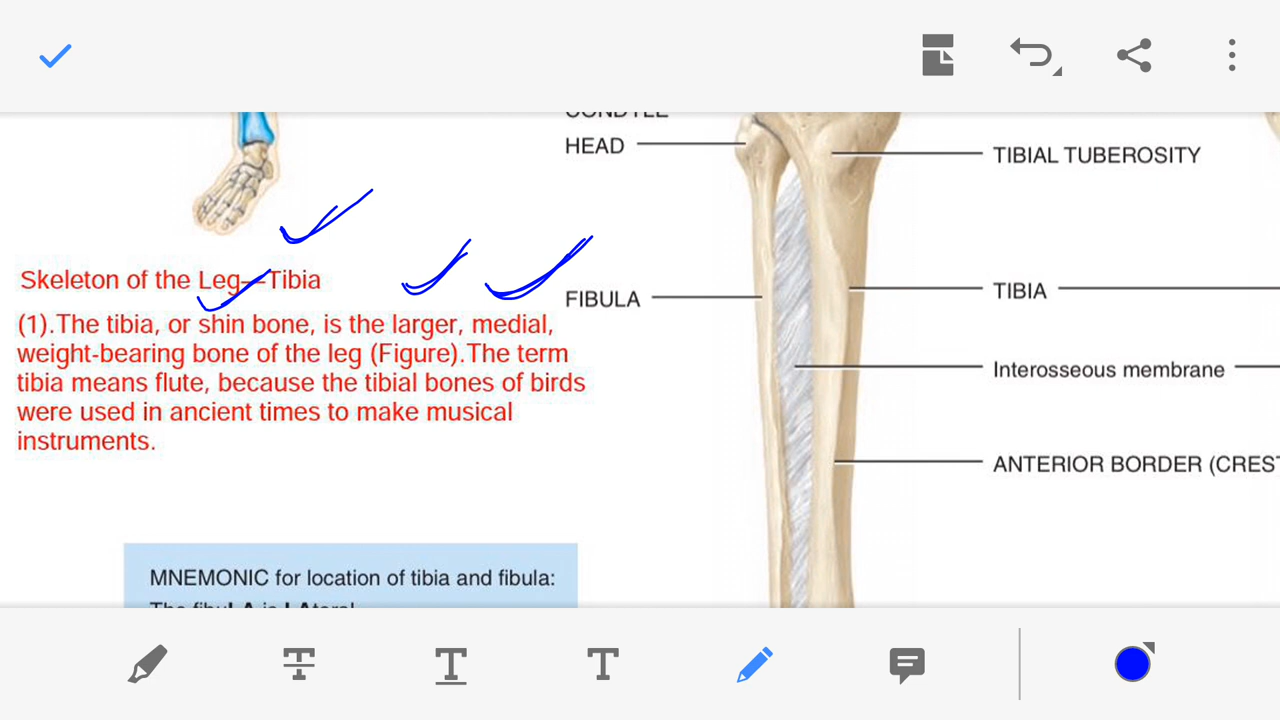 HEAD
TIBIAL TUBEROSITY
Skeleton of the Leg—Tibia
FIBULA
TIBIA
(1).The tibia, or shin bone, is the larger, medial,
weight-bearing bone of the leg (Figure).The term
tibia means flute, because the tibial bones of birds
were used in ancient times to make musical
instruments.
Interosseous membrane
ANTERIOR BORDER (CREST
MNEMONIC for location of tibia and fibula: